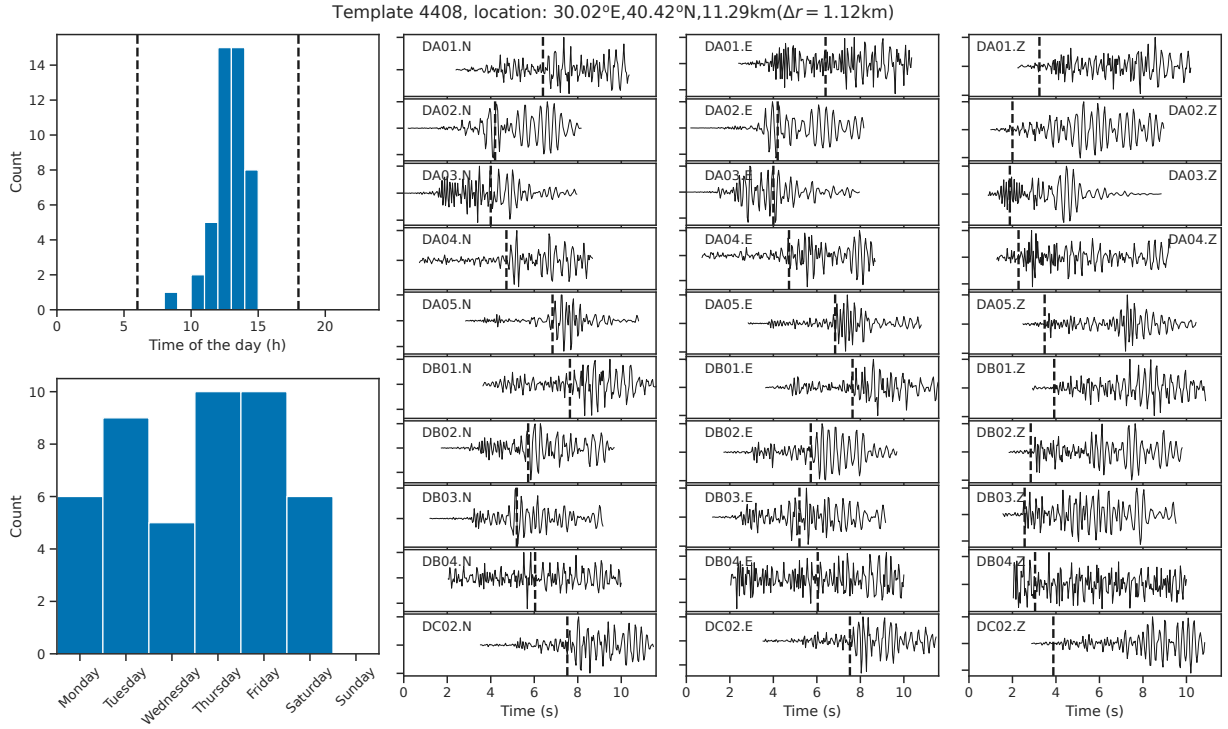 Template 4408, location: 30.02°E,40.42°N,11.29km(Δr = 1.12km)
14
12
10
8
6
4
2
0
Count
0 5 10 15 20
Time of the day (h)
10
8
6
4
2
0
Count
Monday Tuesday Wednesday Thursday Friday Saturday Sunday
DA01.N DA01.E DA01.Z
DA02.N DA02.E DA02.Z
DA03.N DA03.E DA03.Z
DA04.N DA04.E DA04.Z
DA05.N DA05.E DA05.Z
DB01.N DB01.E DB01.Z
DB02.N DB02.E DB02.Z
DB03.N DB03.E DB03.Z
DB04.N DB04.E DB04.Z
DC02.N DC02.E DC02.Z
0 2 4 6 8 10 0 2 4 6 8 10 0 2 4 6 8 10
Time (s) Time (s) Time (s)